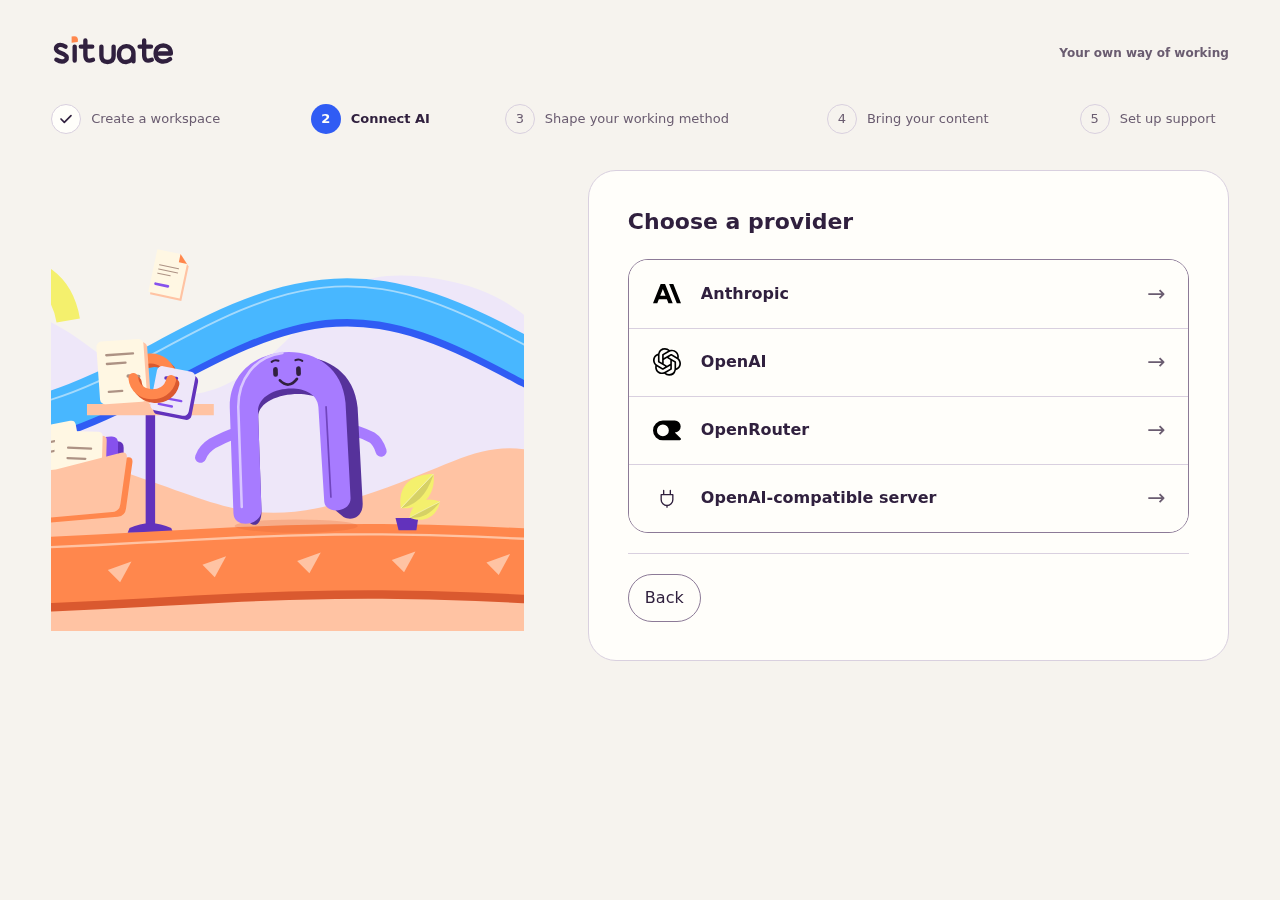 situate
Your own way of working
Create a workspace
2 Connect AI
3 Shape your working method
4 Bring your content
5 Set up support
Choose a provider
Anthropic
OpenAI
OpenRouter
OpenAI-compatible server
Back